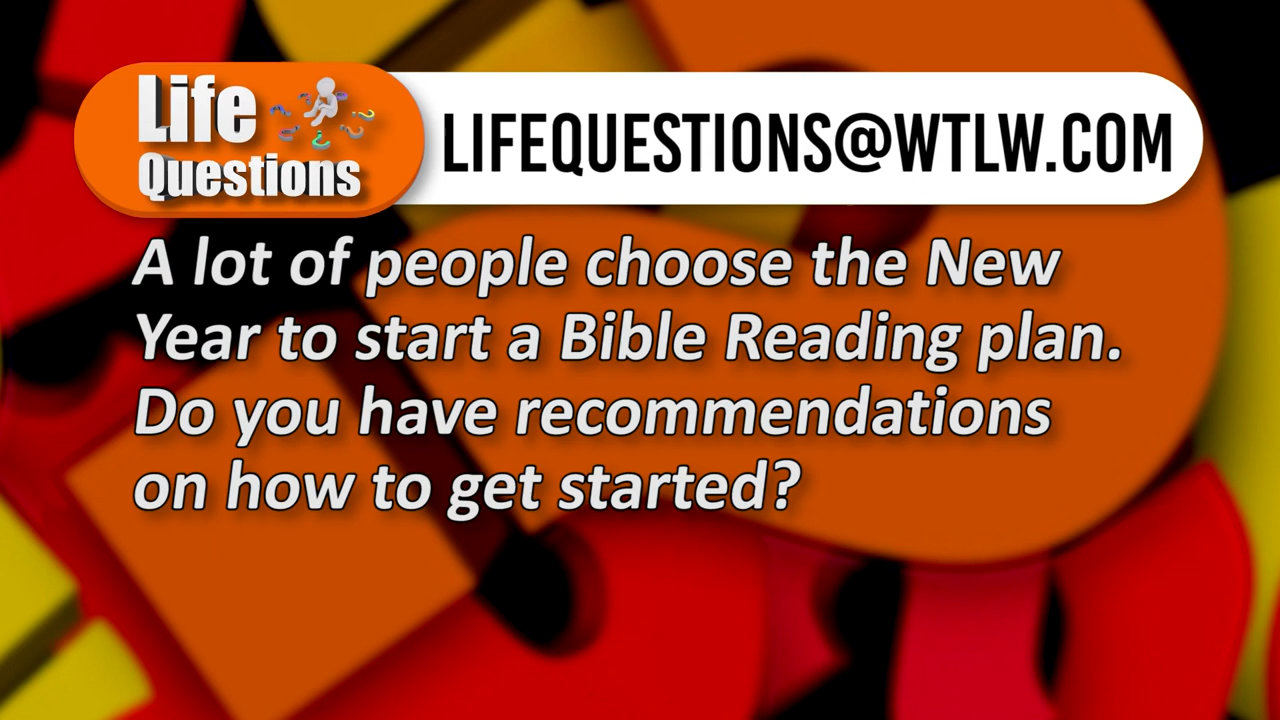 Life
Questions
LIFEQUESTIONS@WTLW.COM
A lot of people choose the New
Year to start a Bible Reading plan.
Do you have recommendations
on how to get started?